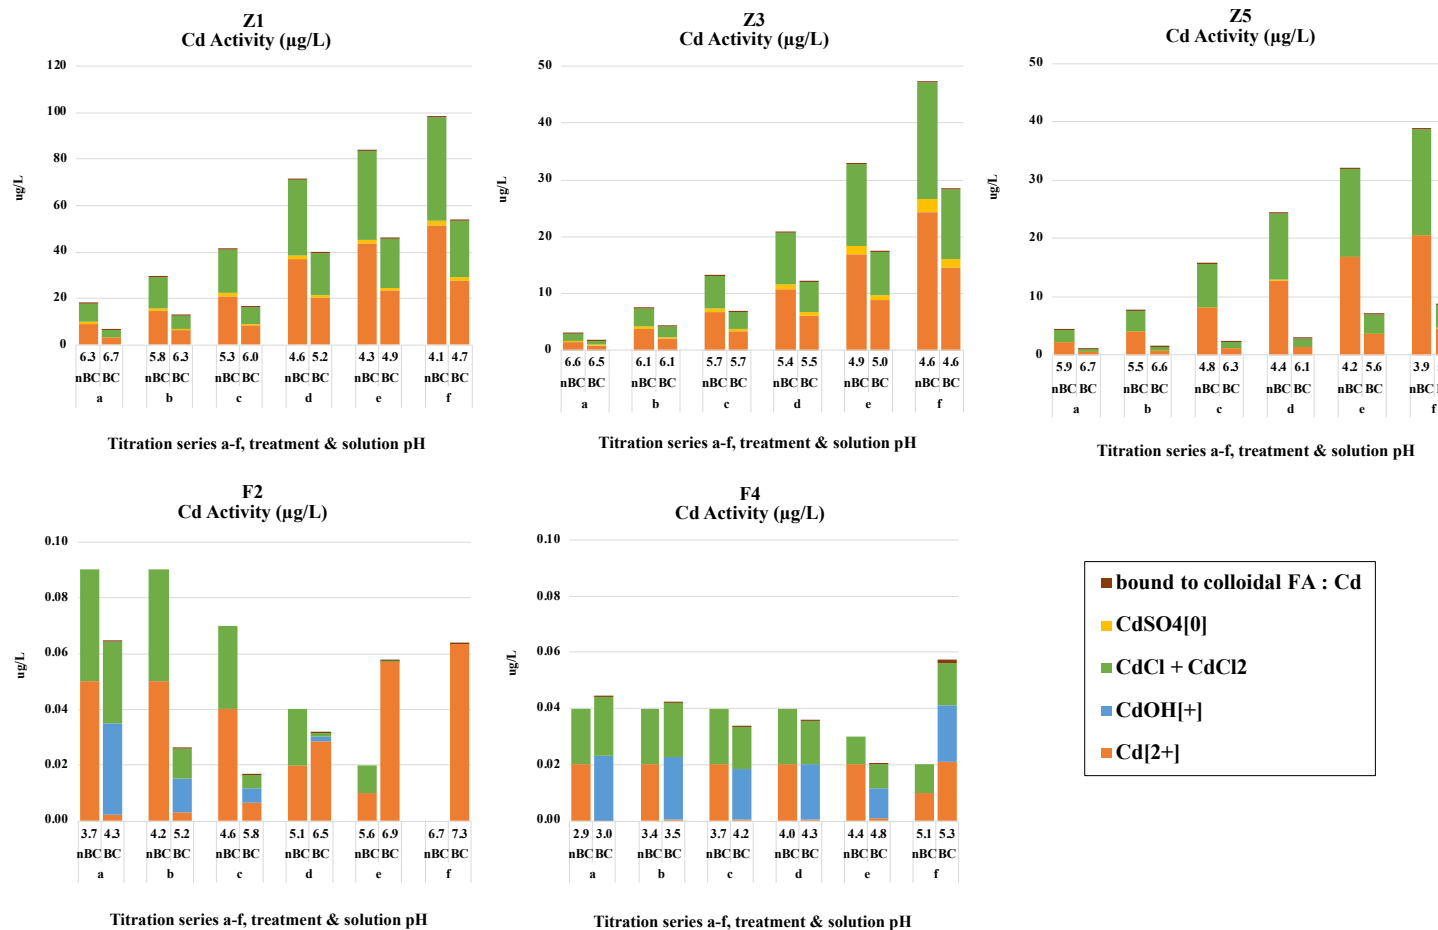 Z1
Cd Activity (µg/L)
120
100
80
60
40
20
0
ug/L
6.3 6.7 5.8 6.3 5.3 6.0 4.6 5.2 4.3 4.9 4.1 4.7
nBC BC nBC BC nBC BC nBC BC nBC BC nBC BC
a b c d e f
Titration series a-f, treatment & solution pH
Z3
Cd Activity (µg/L)
50
40
30
20
10
0
ug/L
6.6 6.5 6.1 6.1 5.7 5.7 5.4 5.5 4.9 5.0 4.6 4.6
nBC BC nBC BC nBC BC nBC BC nBC BC nBC BC
a b c d e f
Titration series a-f, treatment & solution pH
Z5
Cd Activity (µg/L)
50
40
30
20
10
0
ug/L
5.9 6.7 5.5 6.6 4.8 6.3 4.4 6.1 4.2 5.6 3.9
nBC BC nBC BC nBC BC nBC BC nBC BC nBC
a b c d e f
Titration series a-f, treatment & solution pH
F2
Cd Activity (µg/L)
0.10
0.08
0.06
0.04
0.02
0.00
ug/L
3.7 4.3 4.2 5.2 4.6 5.8 5.1 6.5 5.6 6.9 6.7 7.3
nBC BC nBC BC nBC BC nBC BC nBC BC nBC BC
a b c d e f
Titration series a-f, treatment & solution pH
F4
Cd Activity (µg/L)
0.10
0.08
0.06
0.04
0.02
0.00
ug/L
2.9 3.0 3.4 3.5 3.7 4.2 4.0 4.3 4.4 4.8 5.1 5.3
nBC BC nBC BC nBC BC nBC BC nBC BC nBC BC
a b c d e f
Titration series a-f, treatment & solution pH
bound to colloidal FA : Cd
CdSO4[0]
CdCl + CdCl2
CdOH[+]
Cd[2+]